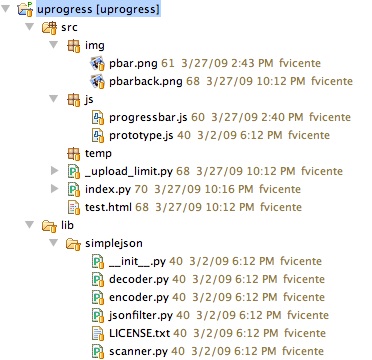 uprogress [uprogress]
src
img
pbar.png 61 3/27/09 2:43 PM fvicente
pbarback.png 68 3/27/09 10:12 PM fvicente
js
progressbar.js 60 3/27/09 2:40 PM fvicente
prototype.js 40 3/2/09 6:12 PM fvicente
temp
_upload_limit.py 68 3/27/09 10:12 PM fvicente
index.py 70 3/27/09 10:16 PM fvicente
test.html 68 3/27/09 10:12 PM fvicente
lib
simplejson
__init__.py 40 3/2/09 6:12 PM fvicente
decoder.py 40 3/2/09 6:12 PM fvicente
encoder.py 40 3/2/09 6:12 PM fvicente
jsonfilter.py 40 3/2/09 6:12 PM fvicente
LICENSE.txt 40 3/2/09 6:12 PM fvicente
scanner.py 40 3/2/09 6:12 PM fvicente